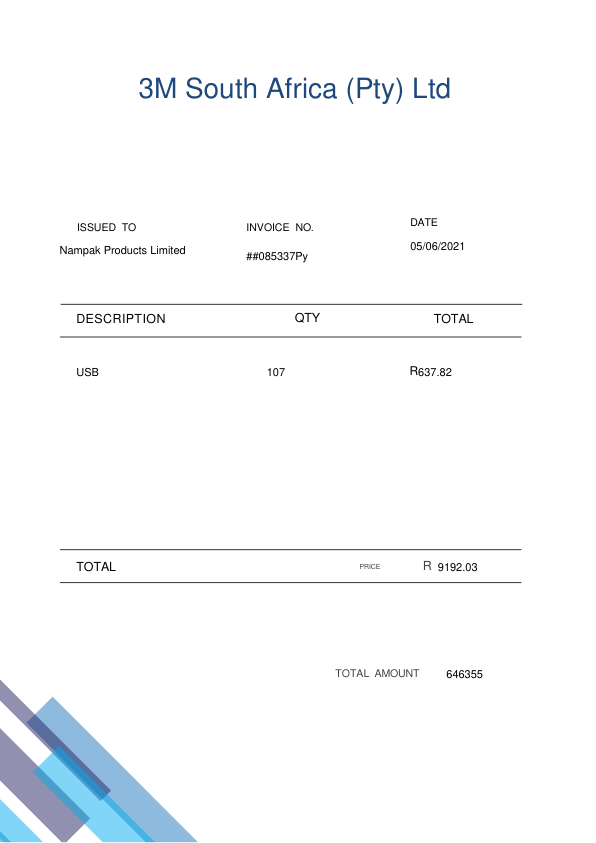 3M South Africa (Pty) Ltd
ISSUED TO INVOICE NO. DATE
Nampak Products Limited ##085337Py 05/06/2021
DESCRIPTION QTY TOTAL
USB 107 R637.82
TOTAL PRICE R 9192.03
TOTAL AMOUNT 646355